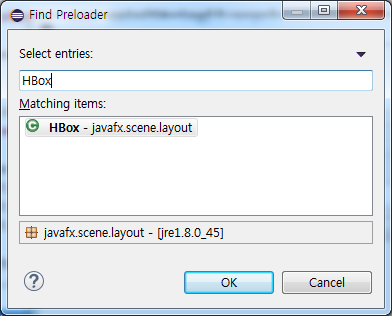 Find Preloader
Select entries:
HBox
Matching items:
HBox - javafx.scene.layout
javafx.scene.layout - [jre1.8.0_45]
OK
Cancel